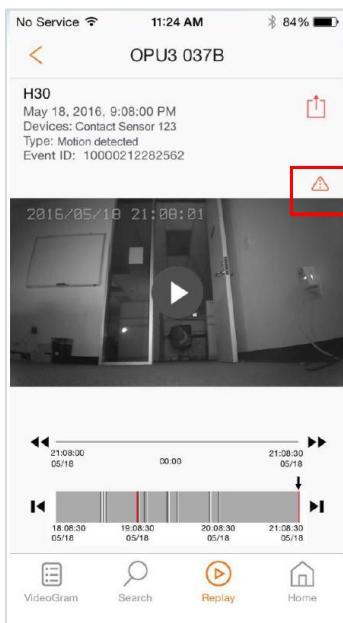 No Service 11:24 AM 84%
OPU3 037B
H30
May 18, 2016, 9:08:00 PM
Devices: Contact Sensor 123
Type: Motion detected
Event ID: 10000212282562
2016/05/18 21:08:01
21:08:00 00:00 21:08:30
05/18 05/18
18:08:30 19:08:30 20:08:30 21:08:30
05/18 05/18 05/18 05/18
VideoGram Search Replay Home